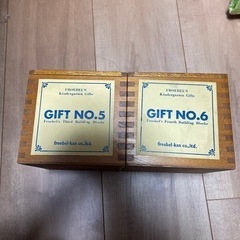 FROEBEL'S
Kindergarten Gifts
GIFT NO.5
Froebel's Third Building Blocks
froebel-kan co.,ltd.
FROEBEL'S
Kindergarten Gifts
GIFT NO.6
Froebel's Fourth Building Blocks
froebel-kan co.,ltd.